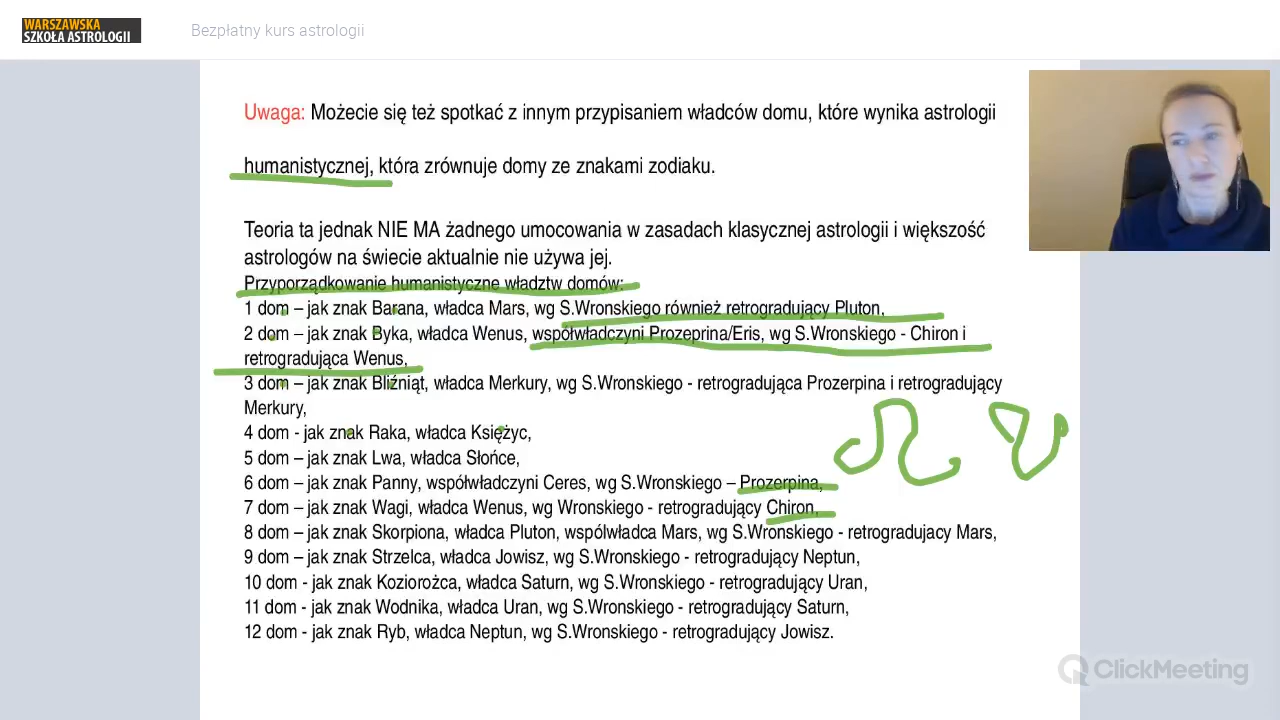 WARSZAWSKA
SZKOŁA ASTROLOGII
Bezpłatny kurs astrologii
Uwaga: Możecie się też spotkać z innym przypisaniem władców domu, które wynika astrologii
humanistycznej, która zrównuje domy ze znakami zodiaku.
Teoria ta jednak NIE MA żadnego umocowania w zasadach klasycznej astrologii i większość
astrologów na świecie aktualnie nie używa jej.
Przyporządkowanie humanistyczne władztw domów:
1 dom – jak znak Barana, władca Mars, wg S.Wronskiego również retrogradujący Pluton,
2 dom – jak znak Byka, władca Wenus, współwładczyni Prozeprina/Eris, wg S.Wronskiego - Chiron i
retrogradująca Wenus,
3 dom – jak znak Bliźniąt, władca Merkury, wg S.Wronskiego - retrogradująca Prozerpina i retrogradujący
Merkury,
4 dom - jak znak Raka, władca Księżyc,
5 dom – jak znak Lwa, władca Słońce,
6 dom – jak znak Panny, współwładczyni Ceres, wg S.Wronskiego – Prozerpina,
7 dom – jak znak Wagi, władca Wenus, wg Wronskiego - retrogradujący Chiron,
8 dom – jak znak Skorpiona, władca Pluton, wspólwładca Mars, wg S.Wronskiego - retrogradujacy Mars,
9 dom – jak znak Strzelca, władca Jowisz, wg S.Wronskiego - retrogradujący Neptun,
10 dom - jak znak Koziorożca, władca Saturn, wg S.Wronskiego - retrogradujący Uran,
11 dom - jak znak Wodnika, władca Uran, wg S.Wronskiego - retrogradujący Saturn,
12 dom - jak znak Ryb, władca Neptun, wg S.Wronskiego - retrogradujący Jowisz.
ClickMeeting